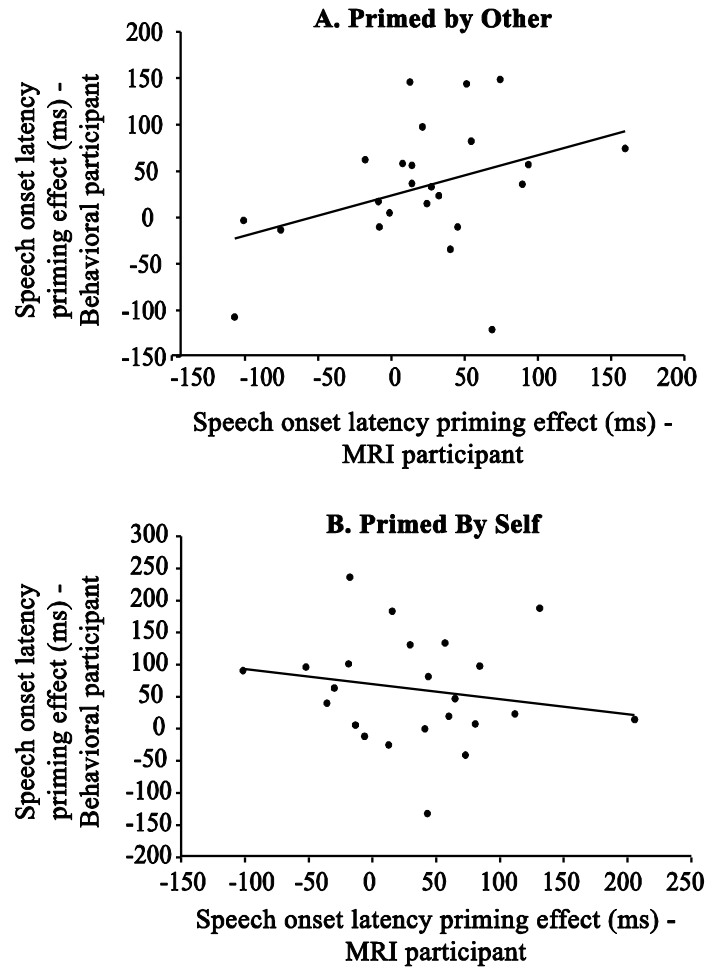 A. Primed by Other
Speech onset latency
priming effect (ms) -
Behavioral participant
200
150
100
50
0
-50
-100
-150
-150 -100 -50 0 50 100 150 200
Speech onset latency priming effect (ms) -
MRI participant
B. Primed By Self
Speech onset latency
priming effect (ms) -
Behavioral participant
300
250
200
150
100
50
0
-50
-100
-150
-200
-150 -100 -50 0 50 100 150 200 250
Speech onset latency priming effect (ms) -
MRI participant